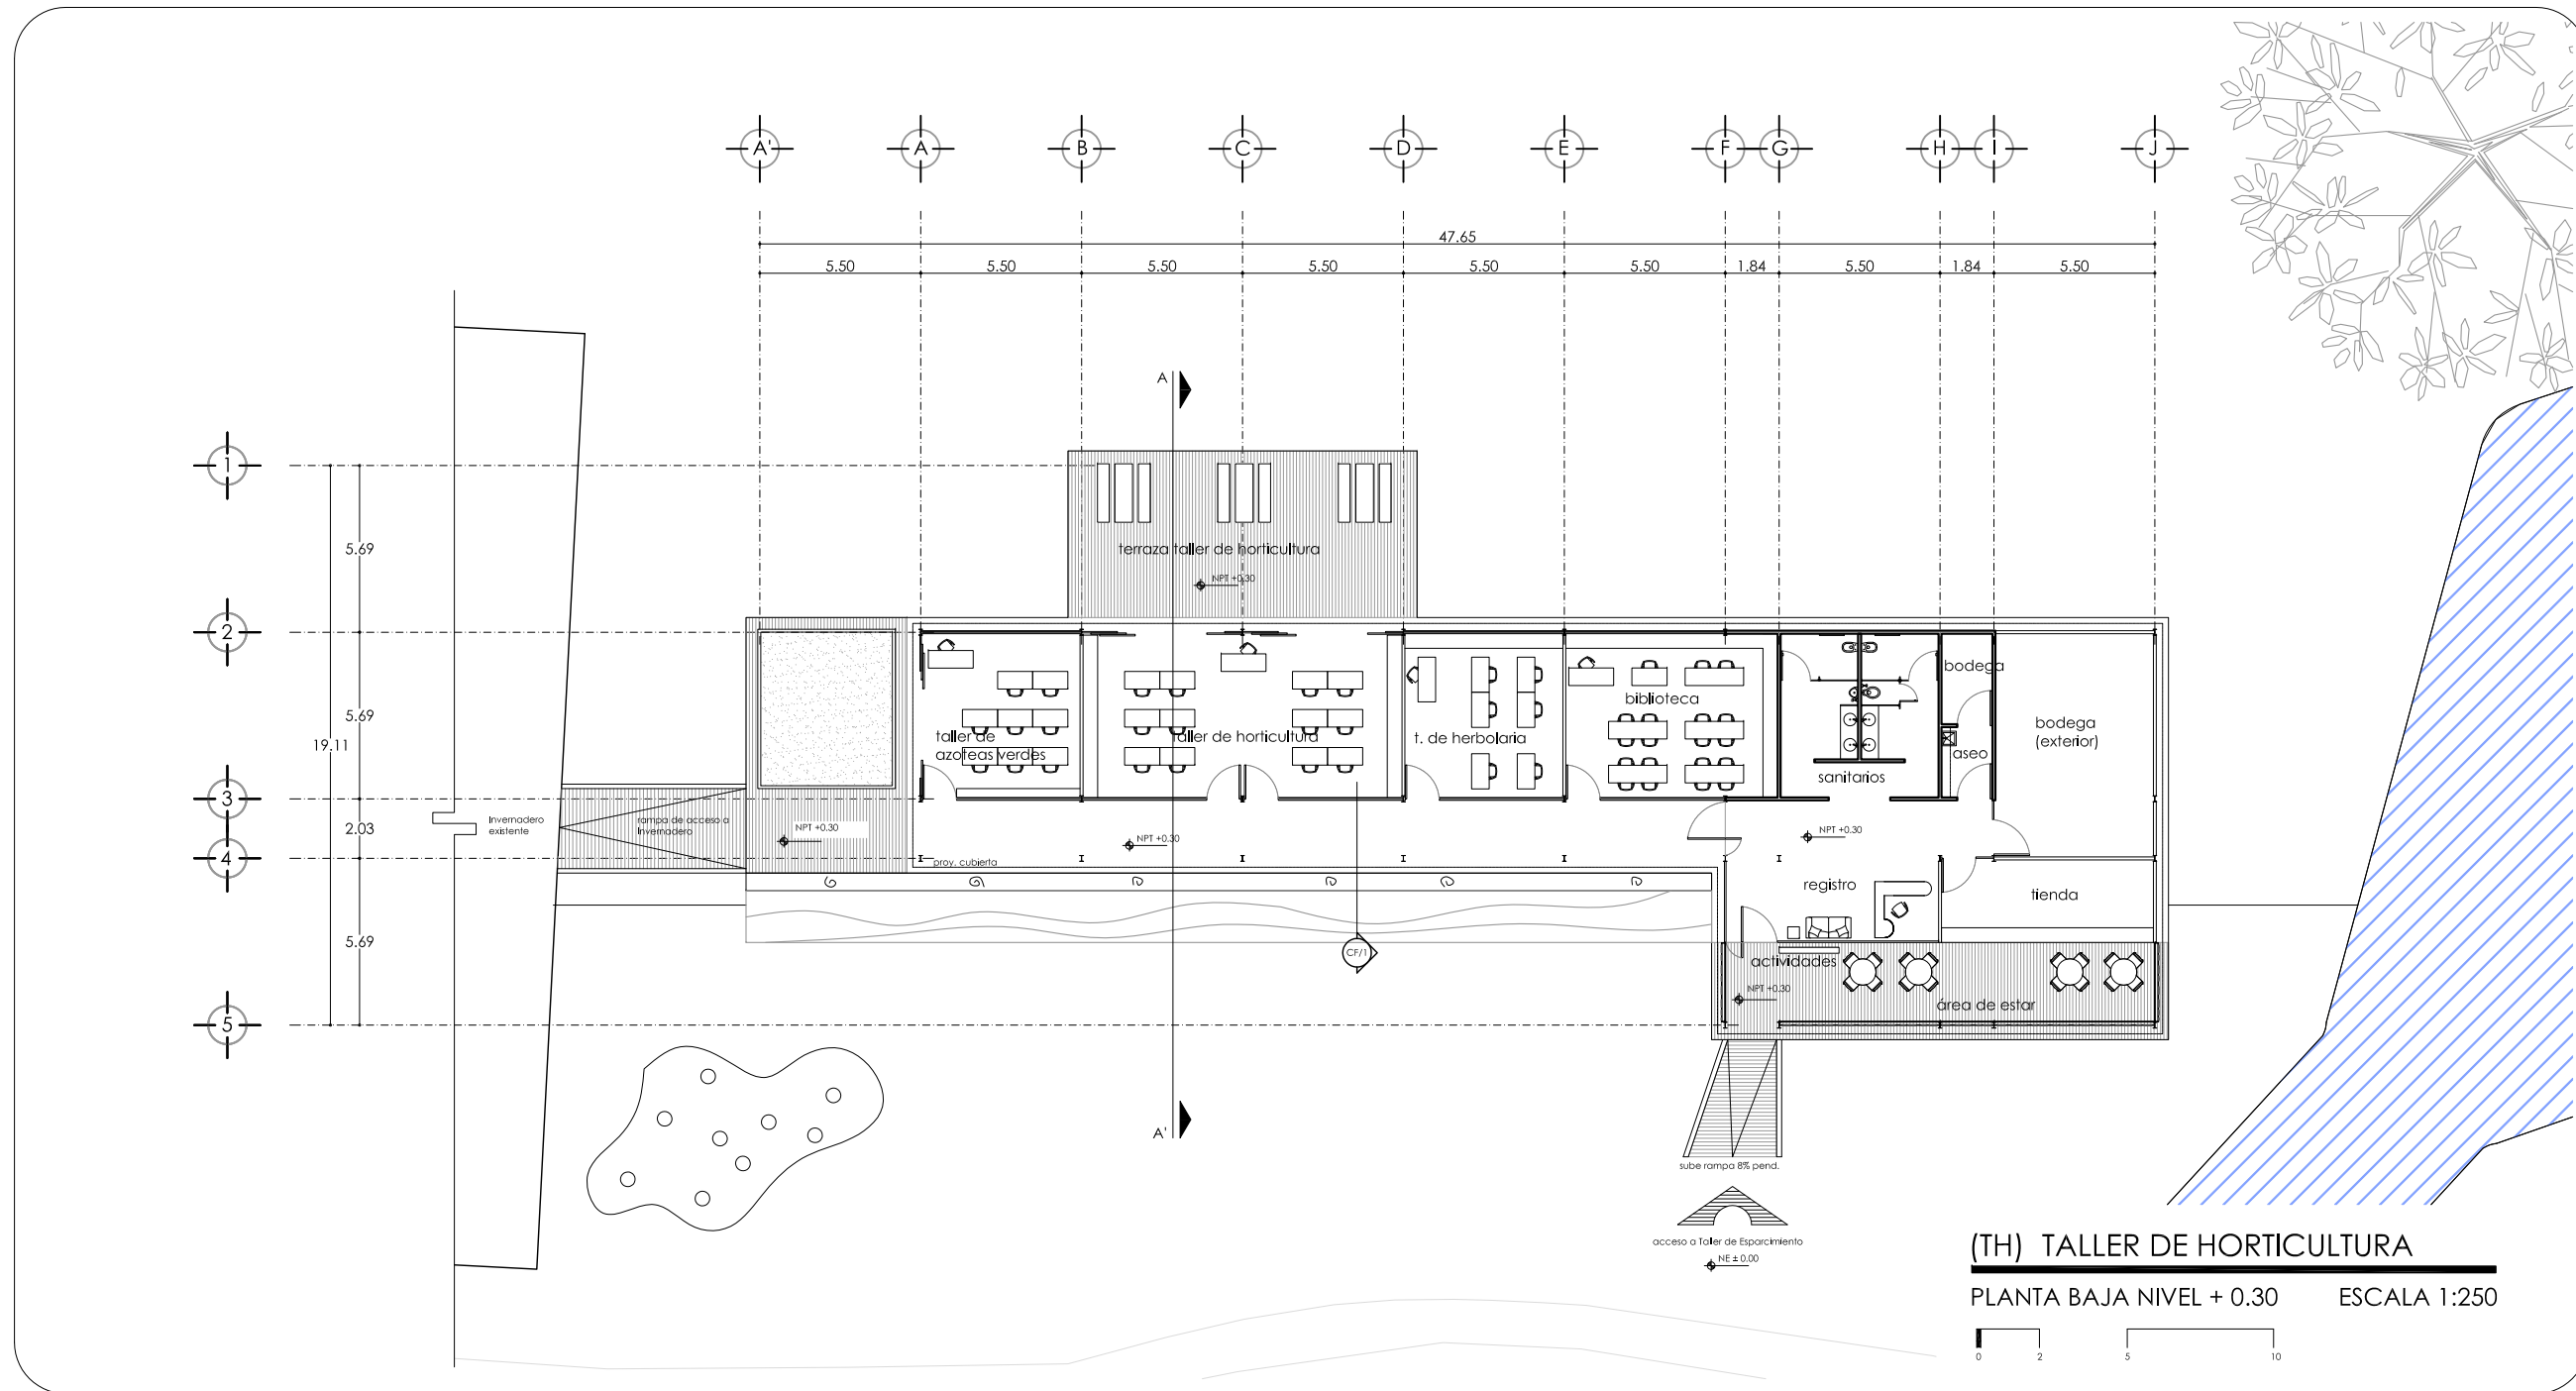 A' A B C D E F G H I J
47.65
5.50 5.50 5.50 5.50 5.50 5.50 1.84 5.50 1.84 5.50
A
1
5.69
terraza taller de horticultura
NPT +0.30
2
5.69
19.11
taller de
azoteas verdes
taller de horticultura
t. de herbolaria
biblioteca
sanitarios
bodega
aseo
bodega
(exterior)
3
2.03
Invernadero
existente
rampa de acceso a
Invernadero
NPT +0.30
NPT +0.30
NPT +0.30
4
proy. cubierta
registro
tienda
5.69
CF/1
actividades
NPT +0.30
área de estar
5
A'
sube rampa 8% pend.
acceso a Taller de Esparcimiento
NE ± 0.00
(TH) TALLER DE HORTICULTURA
PLANTA BAJA NIVEL + 0.30 ESCALA 1:250
0 2 5 10